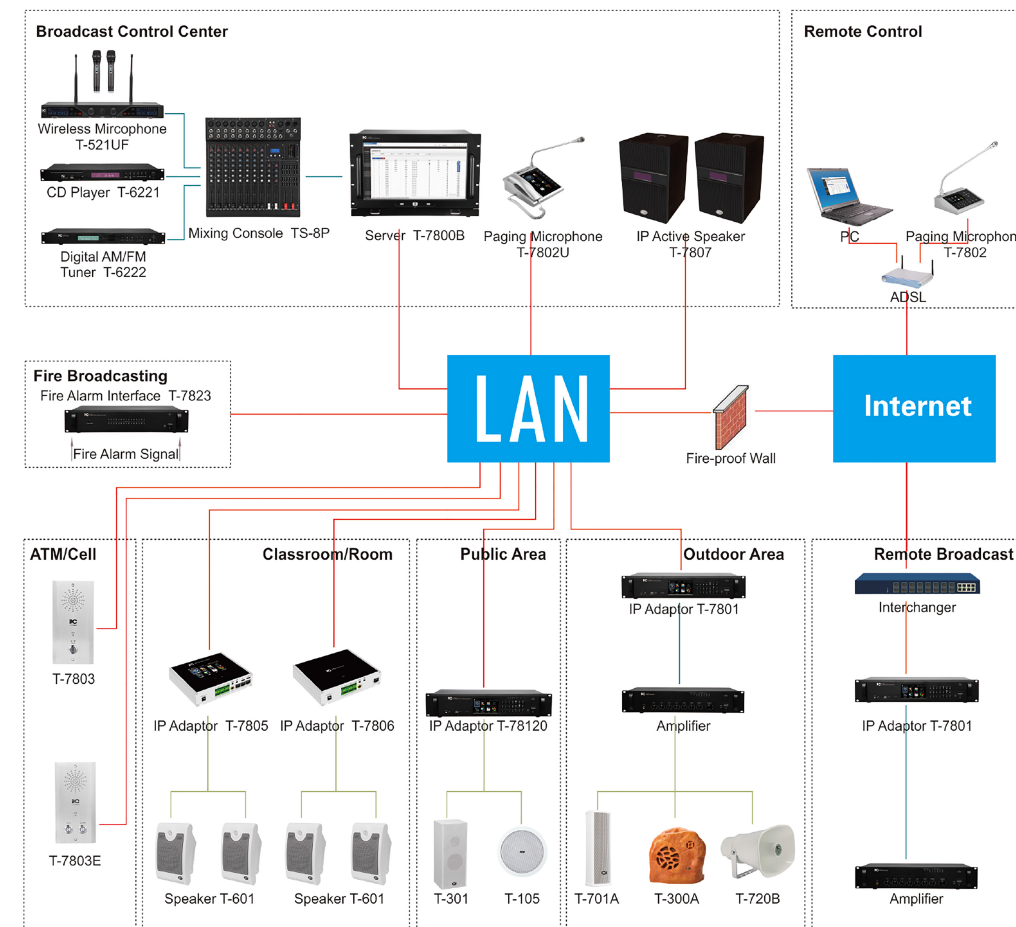 Broadcast Control Center
Wireless Mircophone
T-521UF
CD Player T-6221
Digital AM/FM
Tuner T-6222
Mixing Console TS-8P
Server T-7800B
Paging Microphone
T-7802U
IP Active Speaker
T-7807
Remote Control
PC
Paging Microphon
T-7802
ADSL
Fire Broadcasting
Fire Alarm Interface T-7823
Fire Alarm Signal
LAN
Fire-proof Wall
Internet
ATM/Cell
T-7803
T-7803E
Classroom/Room
IP Adaptor T-7805
IP Adaptor T-7806
Speaker T-601
Speaker T-601
Public Area
IP Adaptor T-78120
T-301
T-105
Outdoor Area
IP Adaptor T-7801
Amplifier
T-701A
T-300A
T-720B
Remote Broadcast
Interchanger
IP Adaptor T-7801
Amplifier